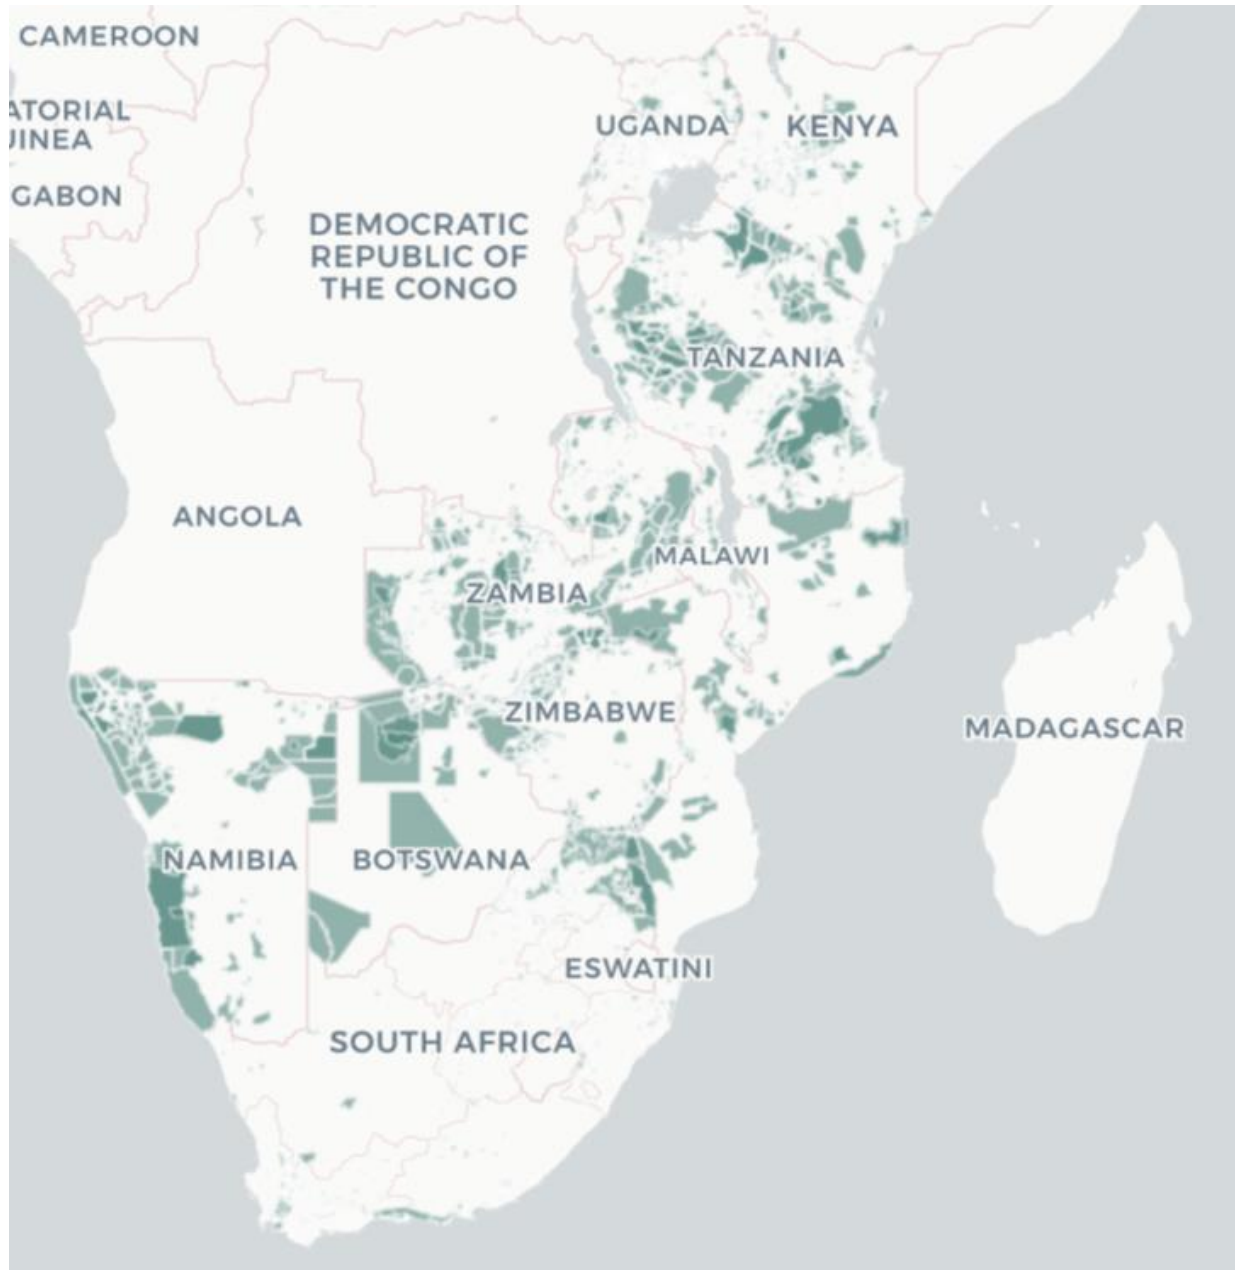 CAMEROON
ATORIAL
UINEA
GABON
UGANDA
KENYA
DEMOCRATIC
REPUBLIC OF
THE CONGO
TANZANIA
ANGOLA
MALAWI
ZAMBIA
ZIMBABWE
MADAGASCAR
NAMIBIA
BOTSWANA
ESWATINI
SOUTH AFRICA